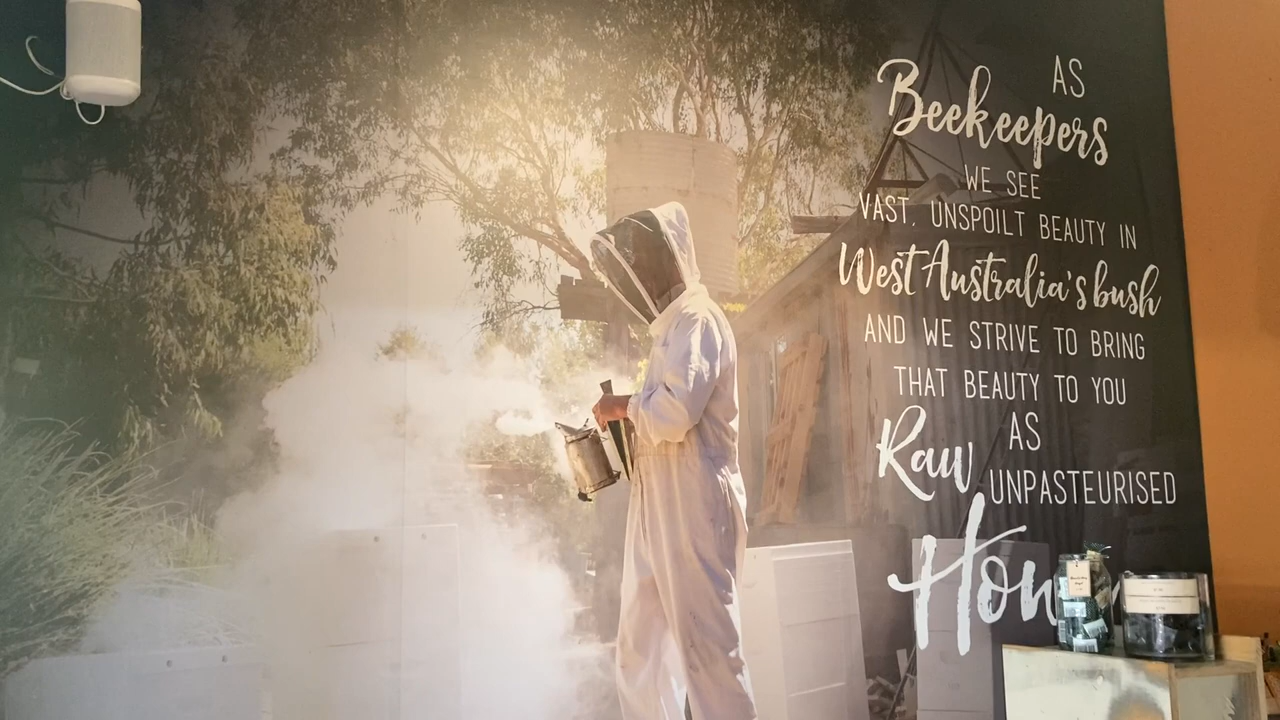 AS
Beekeepers
WE SEE
VAST, UNSPOILT BEAUTY IN
West Australia's bush
AND WE STRIVE TO BRING
THAT BEAUTY TO YOU
AS
Raw UNPASTEURISED